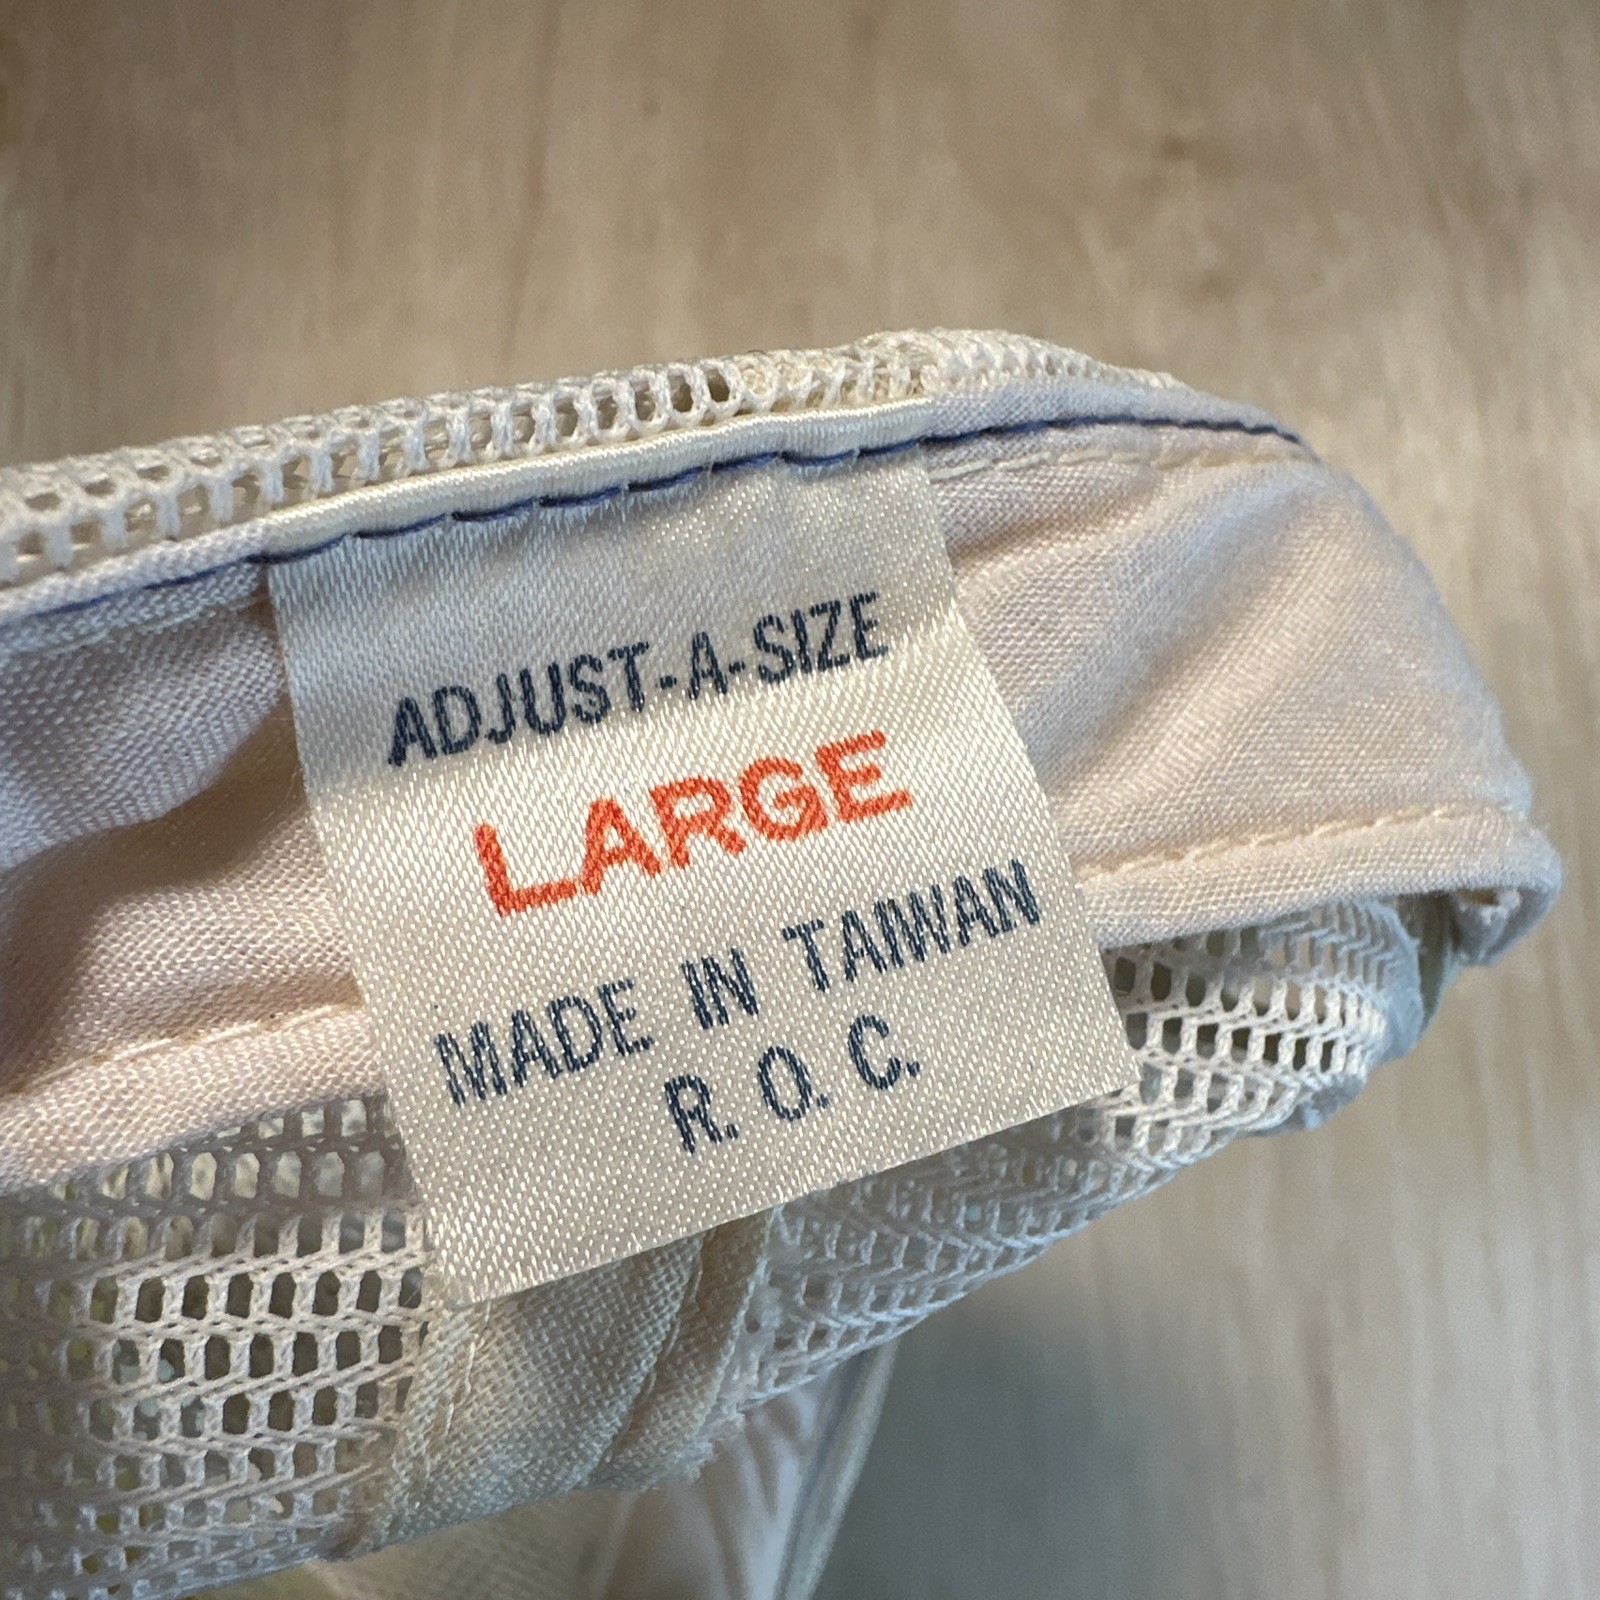 ADJUST-A-SIZE
LARGE
MADE IN TAIWAN
R. O. C.